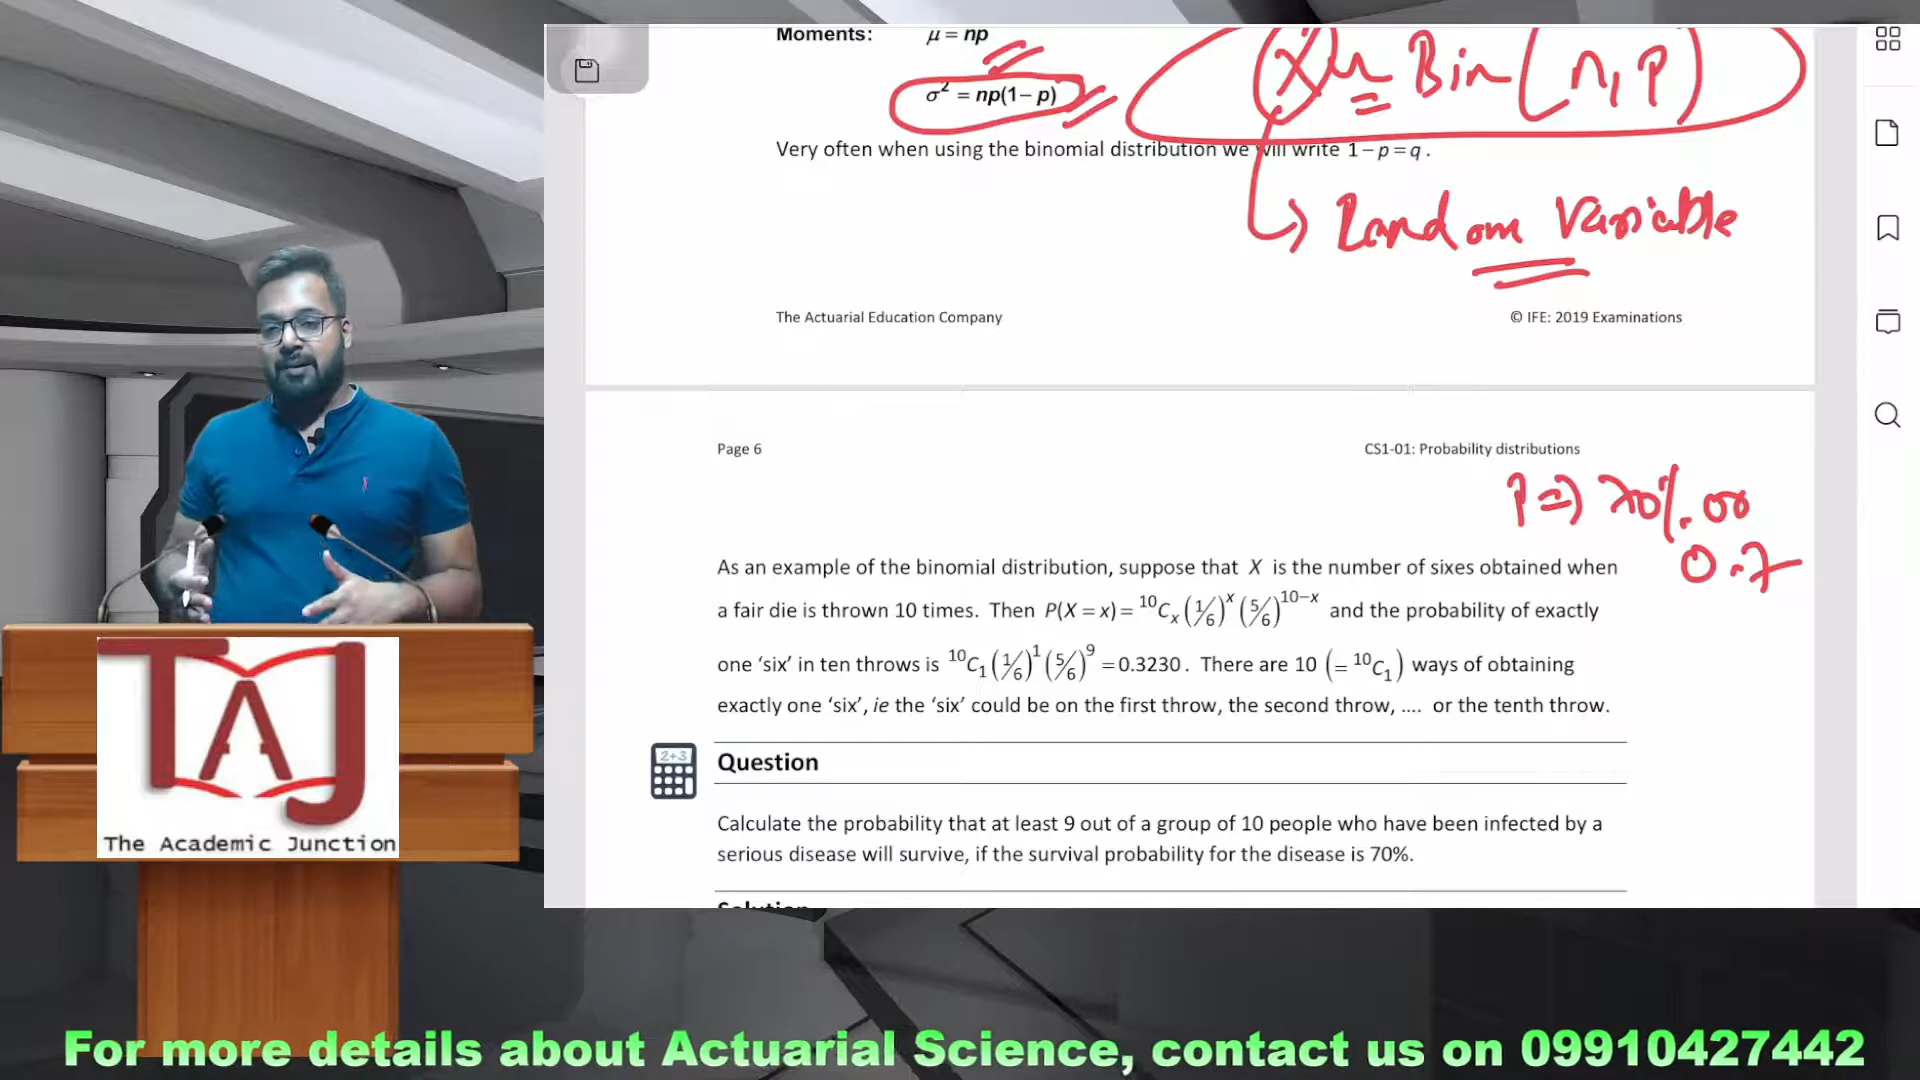 Moments: μ = np
X ~ Bin(n, p)
σ² = np(1− p)
Very often when using the binomial distribution we will write 1− p = q .
Random Variable
The Actuarial Education Company © IFE: 2019 Examinations
Page 6 CS1-01: Probability distributions
P => 70%. or
0.7
As an example of the binomial distribution, suppose that X is the number of sixes obtained when
a fair die is thrown 10 times. Then P(X = x) = ¹⁰Cₓ (1/6)^x (5/6)^10−x and the probability of exactly
one ‘six’ in ten throws is ¹⁰C₁ (1/6)^1 (5/6)^9 = 0.3230 . There are 10 (= ¹⁰C₁) ways of obtaining
exactly one ‘six’, ie the ‘six’ could be on the first throw, the second throw, .... or the tenth throw.
2+3
Question
Calculate the probability that at least 9 out of a group of 10 people who have been infected by a
serious disease will survive, if the survival probability for the disease is 70%.
Solution
TAJ
The Academic Junction
For more details about Actuarial Science, contact us on 09910427442